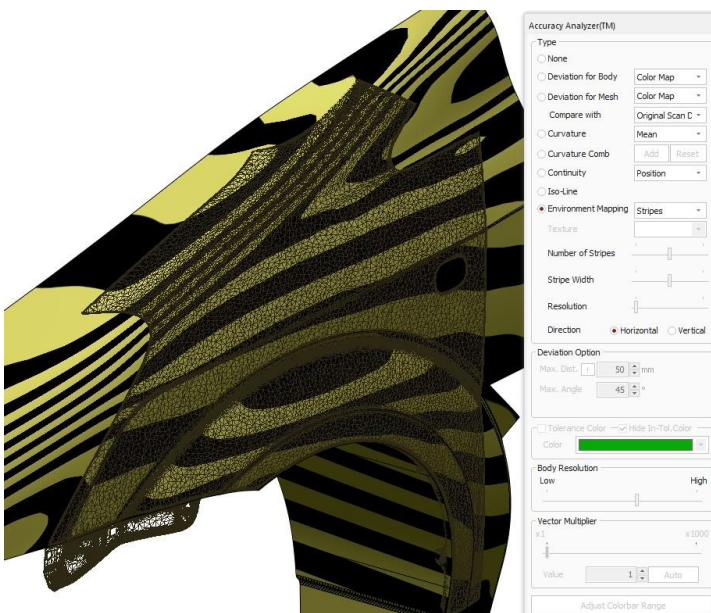 Accuracy Analyzer(TM)
Type
None
Deviation for Body Color Map
Deviation for Mesh Color Map
Compare with Original Scan D
Curvature Mean
Curvature Comb Add Reset
Continuity Position
Iso-Line
Environment Mapping Stripes
Texture
Number of Stripes
Stripe Width
Resolution
Direction Horizontal Vertical
Deviation Option
Max. Dist. 50 mm
Max. Angle 45 °
Tolerance Color Hide In-Tol.Color
Color
Body Resolution
Low High
Vector Multiplier
x1 x1000
Value 1 Auto
Adjust Colorbar Range